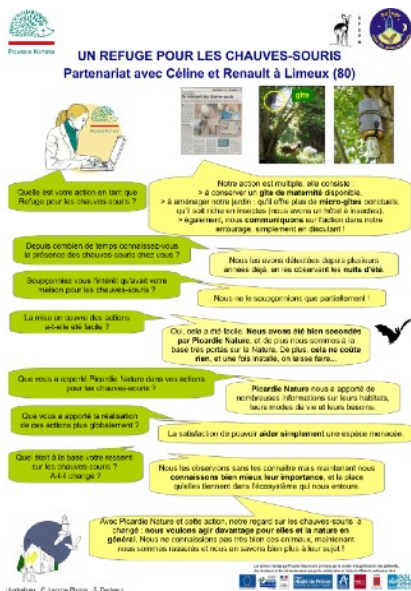 PICARDIE NATURE
UN REFUGE POUR LES CHAUVES-SOURIS
Partenariat avec Céline et Renault à Limeux (80)
gîte
Quelle est votre action en tant que
Refuge pour les chauves-souris ?
Notre action est multiple, elle consiste :
> à conserver un gîte de maternité disponible,
> à aménager notre jardin : qu'il offre plus de micro-gîtes ponctuels,
qu'il soit riche en insectes (nous avons un hôtel à insectes).
> également, nous communiquons sur l'action dans notre
entourage, simplement en discutant !
Depuis combien de temps connaissez-vous
la présence des chauves-souris chez vous ?
Nous les avons détectées depuis plusieurs
années déjà, en les observant les nuits d'été.
Soupçonniez vous l'intérêt qu'avait votre
maison pour les chauves-souris ?
Nous ne le soupçonnions que partiellement !
La mise en œuvre des actions
a-t-elle été facile ?
Oui, cela a été facile. Nous avons été bien secondés
par Picardie Nature, et de plus nous sommes à la
base très portés sur la Nature. De plus, cela ne coûte
rien, et une fois installé, on laisse faire...
Que vous a apporté Picardie Nature dans vos actions
pour les chauves-souris ?
Picardie Nature nous a apporté de
nombreuses informations sur leurs habitats,
leurs modes de vie et leurs besoins.
Que vous a apporté la réalisation
de ces actions plus globalement ?
La satisfaction de pouvoir aider simplement une espèce menacée.
Quel était à la base votre ressenti
sur les chauves-souris ?
A-t-il changé ?
Nous les observions sans les connaître mais maintenant nous
connaissons bien mieux leur importance, et la place
qu'elles tiennent dans l'écosystème qui nous entoure.
Avec Picardie Nature et cette action, notre regard sur les chauves-souris a
changé : nous voulons agir davantage pour elles et la nature en
général. Nous ne connaissions pas très bien ces animaux, maintenant
nous sommes rassurés et nous en savons bien plus à leur sujet !